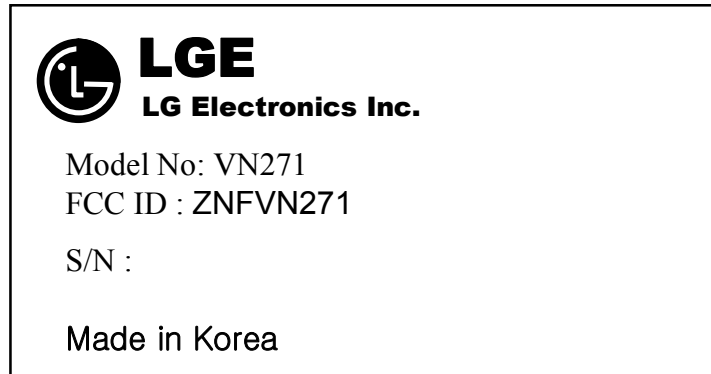 LGE
LG Electronics Inc.
Model No: VN271
FCC ID : ZNFVN271
S/N :
Made in Korea